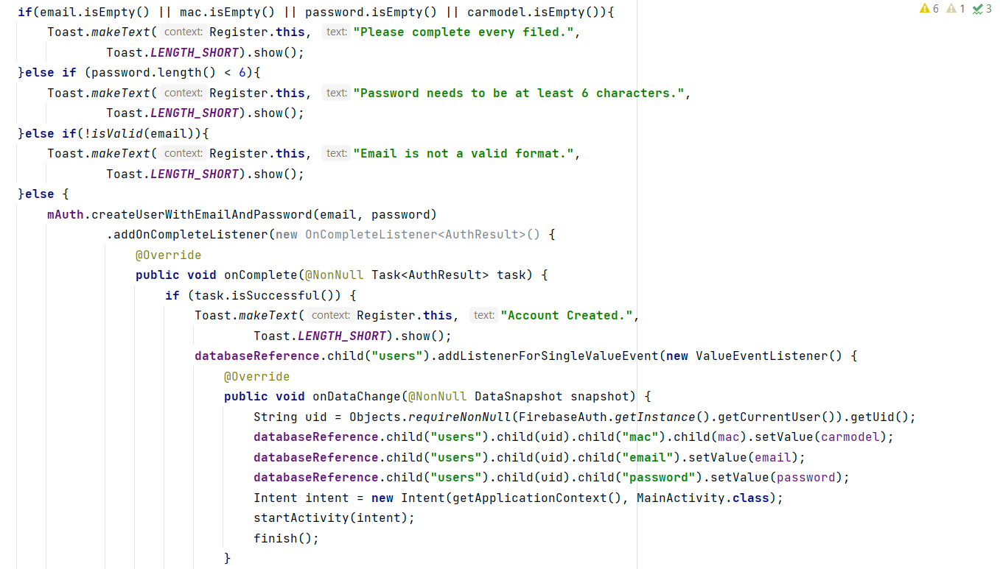 if(email.isEmpty() || mac.isEmpty() || password.isEmpty() || carmodel.isEmpty()){ 6 1 3
Toast.makeText( context: Register.this, text: "Please complete every filed.",
Toast.LENGTH_SHORT).show();
}else if (password.length() < 6){
Toast.makeText( context: Register.this, text: "Password needs to be at least 6 characters.",
Toast.LENGTH_SHORT).show();
}else if(!isValid(email)){
Toast.makeText( context: Register.this, text: "Email is not a valid format.",
Toast.LENGTH_SHORT).show();
}else {
mAuth.createUserWithEmailAndPassword(email, password)
.addOnCompleteListener(new OnCompleteListener<AuthResult>() {
@Override
public void onComplete(@NonNull Task<AuthResult> task) {
if (task.isSuccessful()) {
Toast.makeText( context: Register.this, text: "Account Created.",
Toast.LENGTH_SHORT).show();
databaseReference.child("users").addListenerForSingleValueEvent(new ValueEventListener() {
@Override
public void onDataChange(@NonNull DataSnapshot snapshot) {
String uid = Objects.requireNonNull(FirebaseAuth.getInstance().getCurrentUser()).getUid();
databaseReference.child("users").child(uid).child("mac").child(mac).setValue(carmodel);
databaseReference.child("users").child(uid).child("email").setValue(email);
databaseReference.child("users").child(uid).child("password").setValue(password);
Intent intent = new Intent(getApplicationContext(), MainActivity.class);
startActivity(intent);
finish();
}